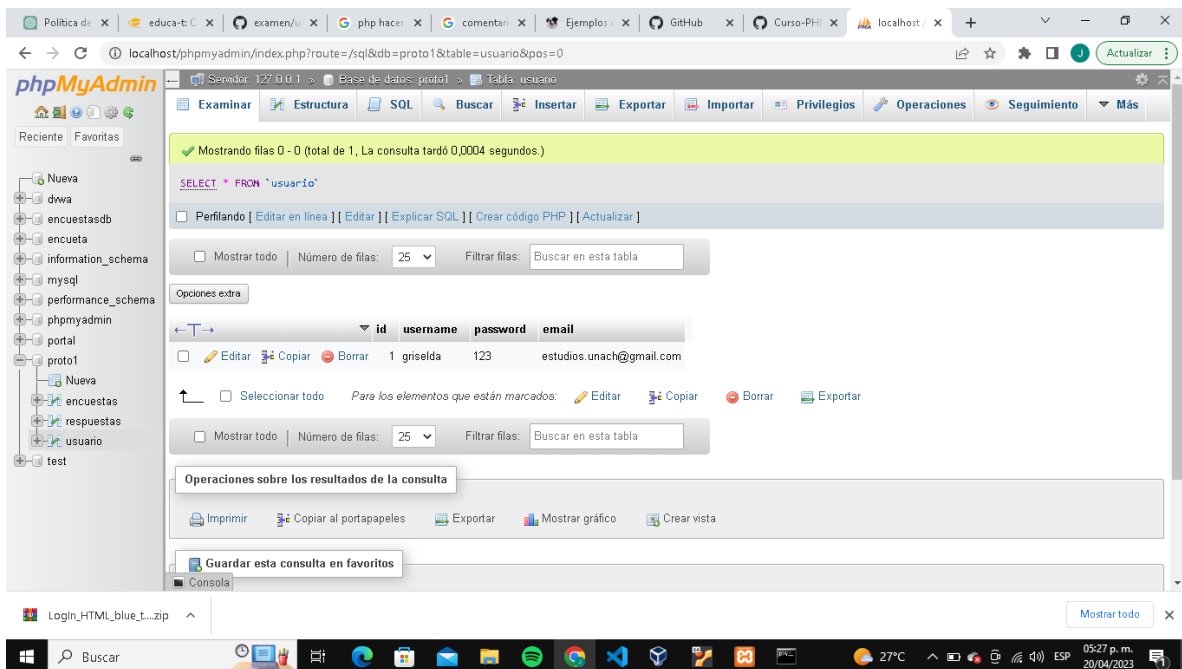 Política de
educa-t: C
examen/u
php hacer
comentari
Ejemplos d
GitHub
Curso-PH
localhost /
localhost/phpmyadmin/index.php?route=/sql&db=proto1&table=usuario&pos=0
J
Actualizar
phpMyAdmin
Servidor: 127.0.0.1 » Base de datos: proto1 » Tabla: usuario
Examinar Estructura SQL Buscar Insertar Exportar Importar Privilegios Operaciones Seguimiento Más
Reciente Favoritas
Nueva
dvwa
encuestasdb
encueta
information_schema
mysql
performance_schema
phpmyadmin
portal
proto1
Nueva
encuestas
respuestas
usuario
test
Mostrando filas 0 - 0 (total de 1, La consulta tardó 0,0004 segundos.)
SELECT * FROM `usuario`
Perfilando [ Editar en línea ] [ Editar ] [ Explicar SQL ] [ Crear código PHP ] [ Actualizar ]
Mostrar todo | Número de filas: 25 Filtrar filas: Buscar en esta tabla
Opciones extra
←T→ id username password email
Editar Copiar Borrar 1 griselda 123 estudios.unach@gmail.com
Seleccionar todo Para los elementos que están marcados: Editar Copiar Borrar Exportar
Mostrar todo | Número de filas: 25 Filtrar filas: Buscar en esta tabla
Operaciones sobre los resultados de la consulta
Imprimir Copiar al portapapeles Exportar Mostrar gráfico Crear vista
Guardar esta consulta en favoritos
Consola
LogIn_HTML_blue_t....zip
Mostrar todo
Buscar
27°C
ESP
05:27 p. m.
20/04/2023